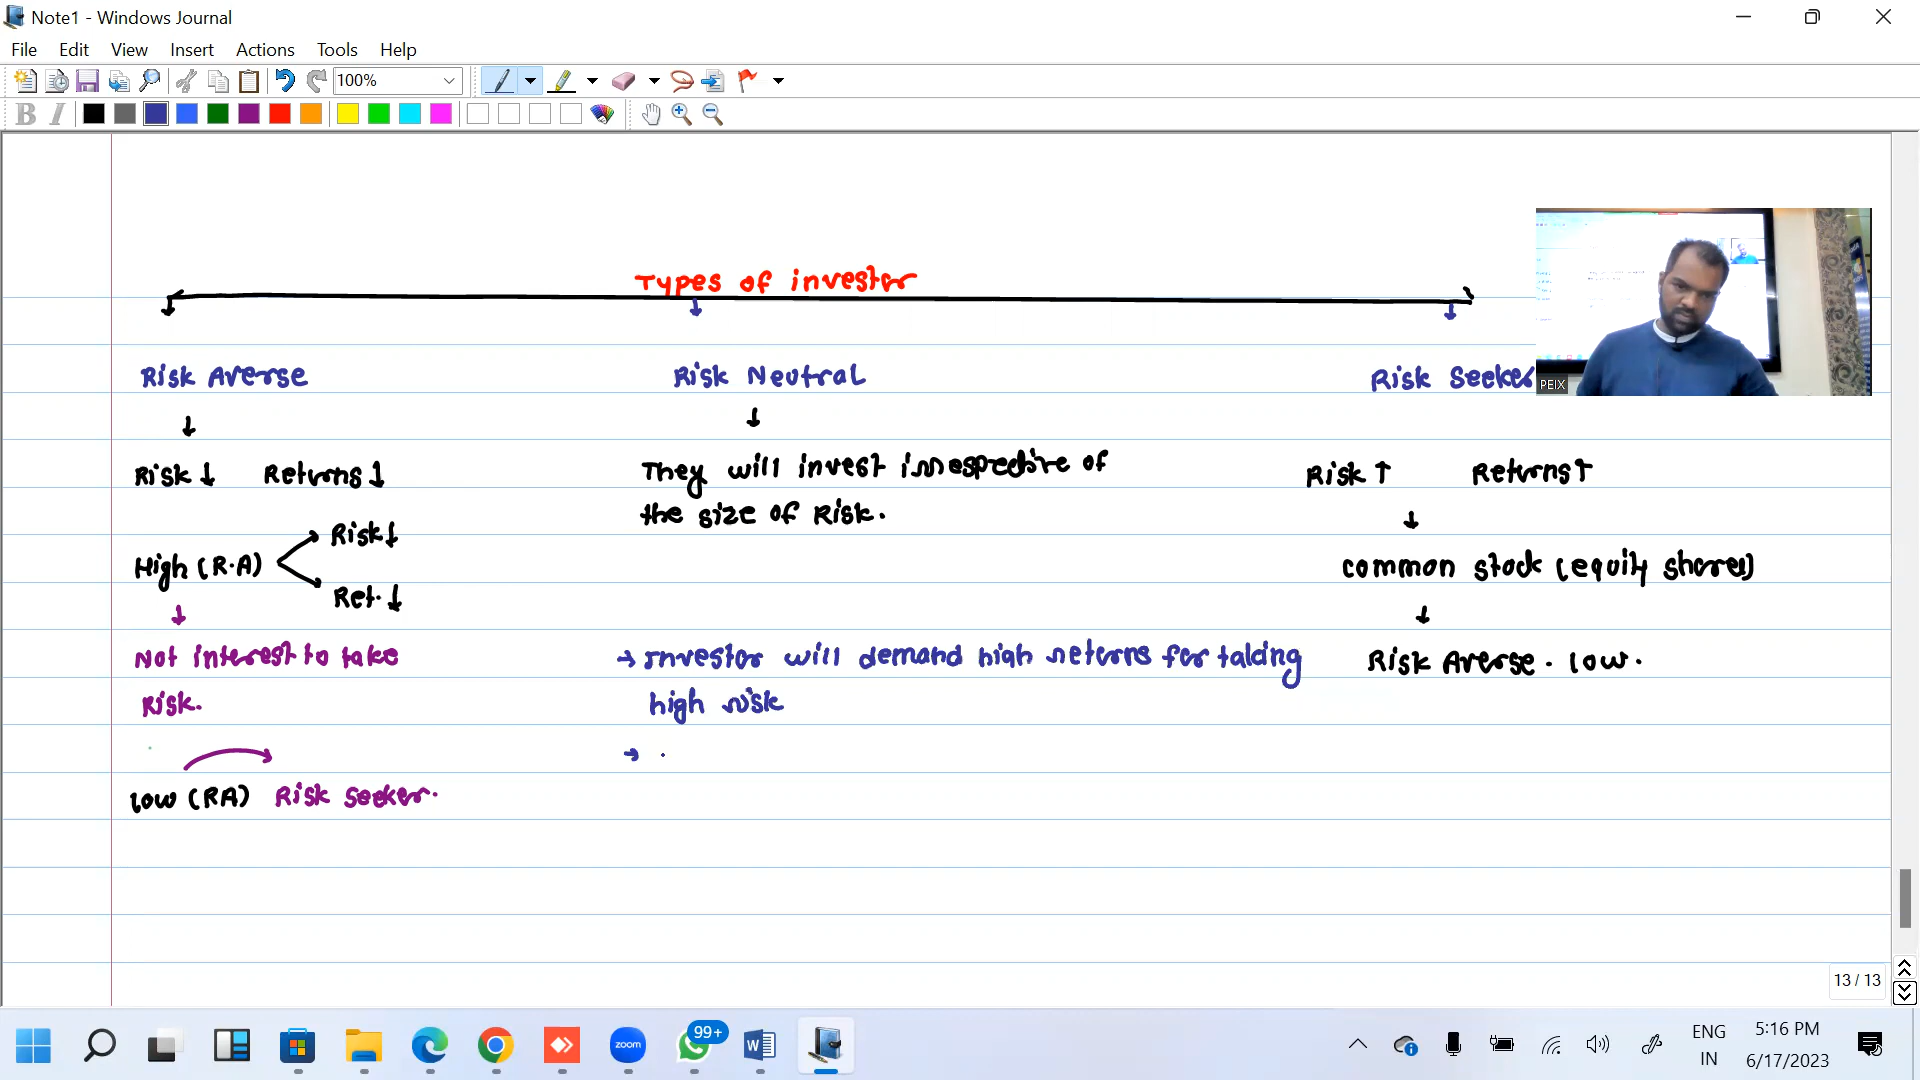 Note1 - Windows Journal
File Edit View Insert Actions Tools Help
100%
B I
Types of investor
Risk Averse
Risk Neutral
Risk Seeker
PEIX
Risk ↓ Returns ↓
They will invest irrespective of
the size of Risk.
Risk ↑ Returns ↑
High (R.A)
Risk ↓
Ret. ↓
common stock (equity shares)
Not interest to take
Risk.
→ Investor will demand high returns for taking
high risk
Risk Averse. low.
→ .
low (RA) Risk Seeker.
13 / 13
99+
zoom
ENG
IN
5:16 PM
6/17/2023